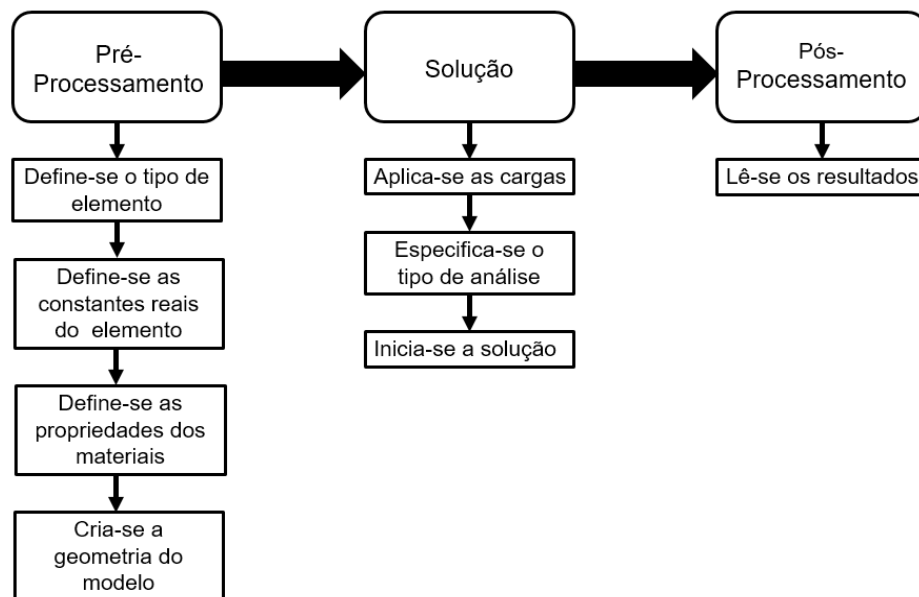 Pré-
Processamento
Solução
Pós-
Processamento
Define-se o tipo de
elemento
Define-se as
constantes reais
do elemento
Define-se as
propriedades dos
materiais
Cria-se a
geometria do
modelo
Aplica-se as cargas
Especifica-se o
tipo de análise
Inicia-se a solução
Lê-se os resultados